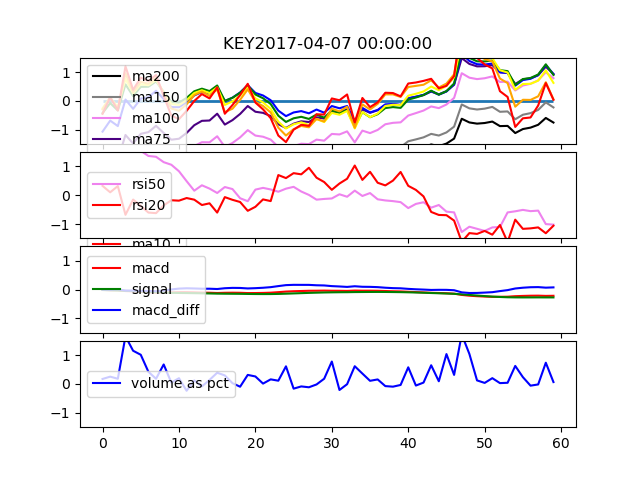 KEY2017-04-07 00:00:00
1
0
−1
ma200
ma150
ma100
ma75
1
0
−1
rsi50
rsi20
ma10
1
0
−1
macd
signal
macd_diff
1
0
−1
volume as pct
0 10 20 30 40 50 60